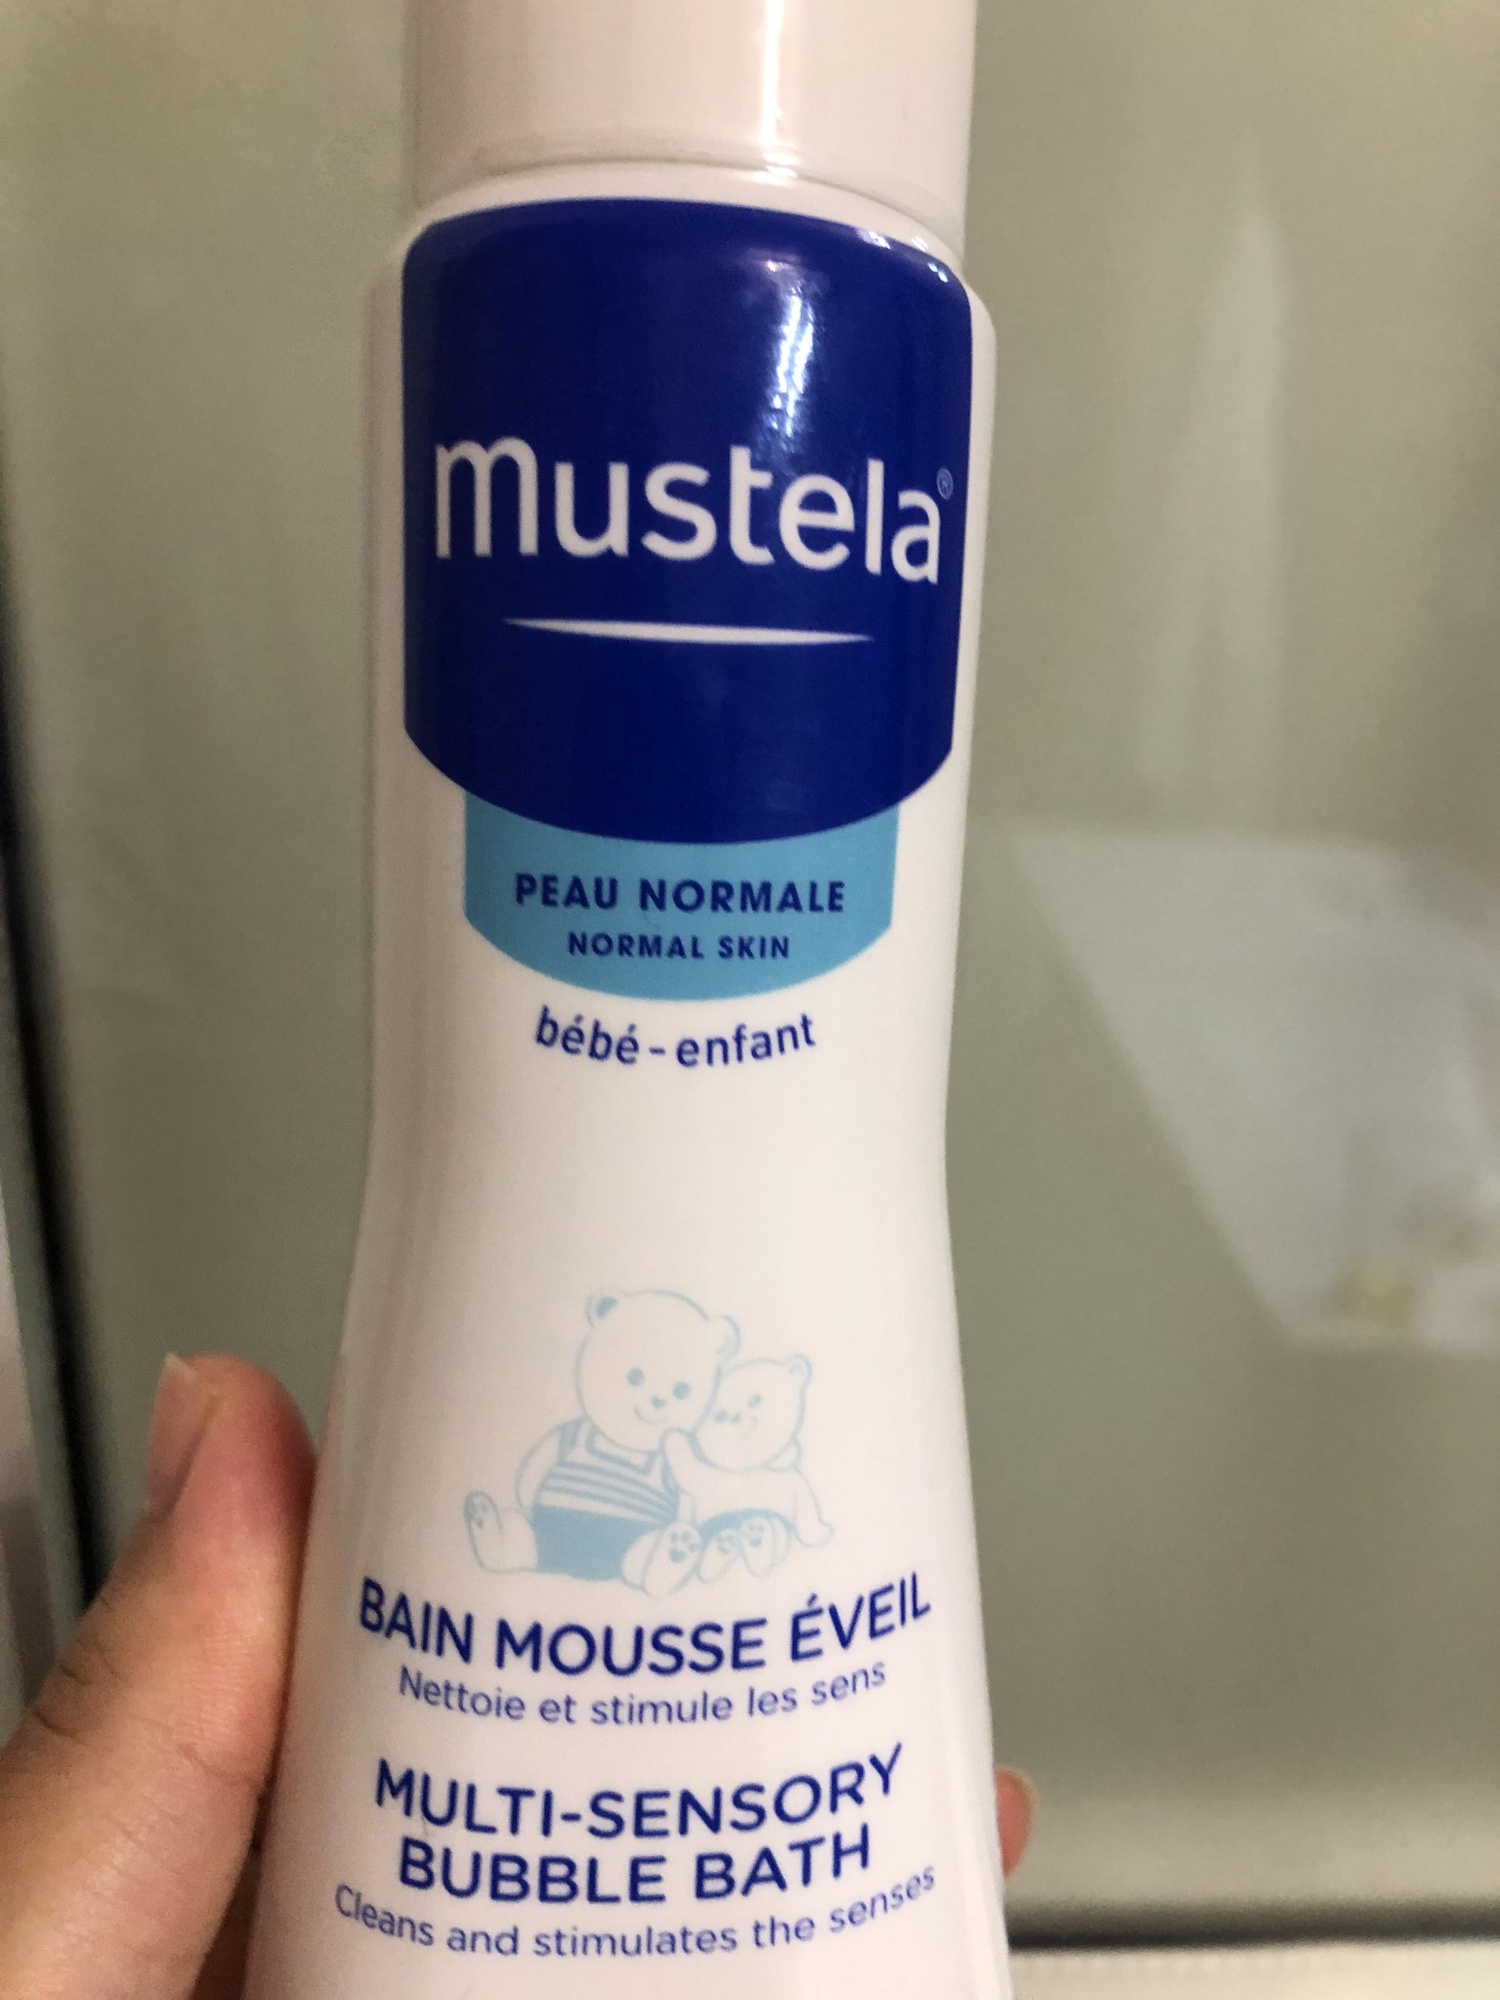 mustela®
PEAU NORMALE
NORMAL SKIN
bébé-enfant
BAIN MOUSSE ÉVEIL
Nettoie et stimule les sens
MULTI-SENSORY
BUBBLE BATH
Cleans and stimulates the senses